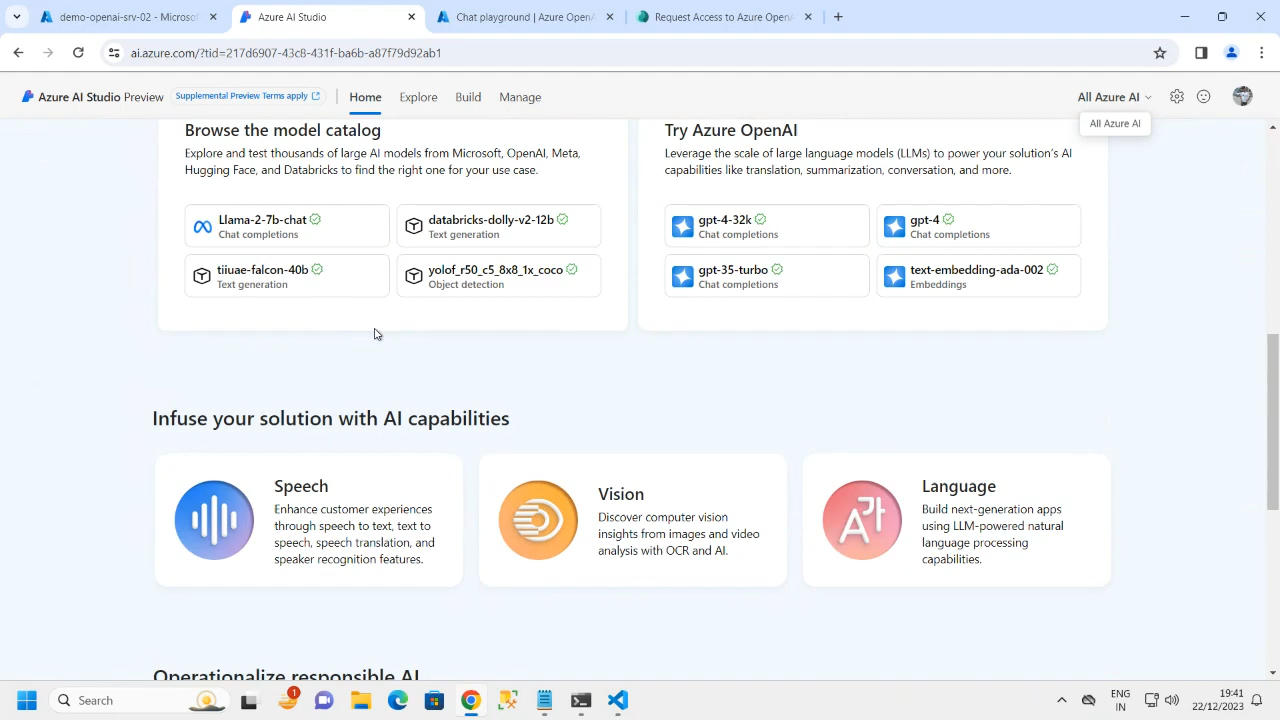 demo-openai-srv-02 - Microsof
Azure AI Studio
Chat playground | Azure OpenA
Request Access to Azure OpenA
ai.azure.com/?tid=217d6907-43c8-431f-ba6b-a87f79d92ab1
Azure AI Studio Preview
Supplemental Preview Terms apply
Home
Explore
Build
Manage
All Azure AI
All Azure AI
Browse the model catalog
Explore and test thousands of large AI models from Microsoft, OpenAI, Meta,
Hugging Face, and Databricks to find the right one for your use case.
Llama-2-7b-chat
Chat completions
databricks-dolly-v2-12b
Text generation
tiiuae-falcon-40b
Text generation
yolof_r50_c5_8x8_1x_coco
Object detection
Try Azure OpenAI
Leverage the scale of large language models (LLMs) to power your solution's AI
capabilities like translation, summarization, conversation, and more.
gpt-4-32k
Chat completions
gpt-4
Chat completions
gpt-35-turbo
Chat completions
text-embedding-ada-002
Embeddings
Infuse your solution with AI capabilities
Speech
Enhance customer experiences
through speech to text, text to
speech, speech translation, and
speaker recognition features.
Vision
Discover computer vision
insights from images and video
analysis with OCR and AI.
Language
Build next-generation apps
using LLM-powered natural
language processing
capabilities.
Operationalize responsible AI
Search
1
ENG
IN
19:41
22/12/2023